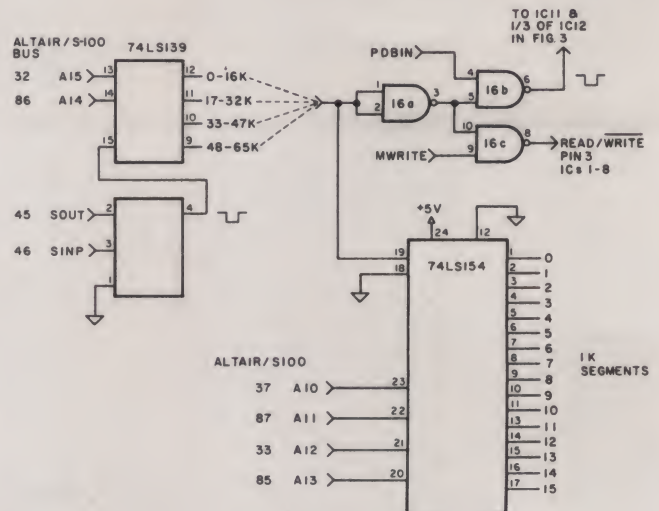 TO IC11 &
1/3 OF IC12
IN FIG. 3
ALTAIR/S-100
BUS
74LS139
PDBIN
32 A15 13 12 0-16K
86 A14 14 11 17-32K
10 33-47K
15 9 48-65K
1 2 16a 3
4 5 16b 6
10 9 16c 8
MWRITE
READ/WRITE
PIN 3
ICs 1-8
45 SOUT 2 4
46 SINP 3
1
+5V
24 12
19 74LS154
18
1 0
2 1
3 2
4 3
5 4
6 5
7 6
8 7
9 8
10 9
11 10
13 11
14 12
15 13
16 14
17 15
1K
SEGMENTS
ALTAIR/S100
37 A10 23
87 A11 22
33 A12 21
85 A13 20